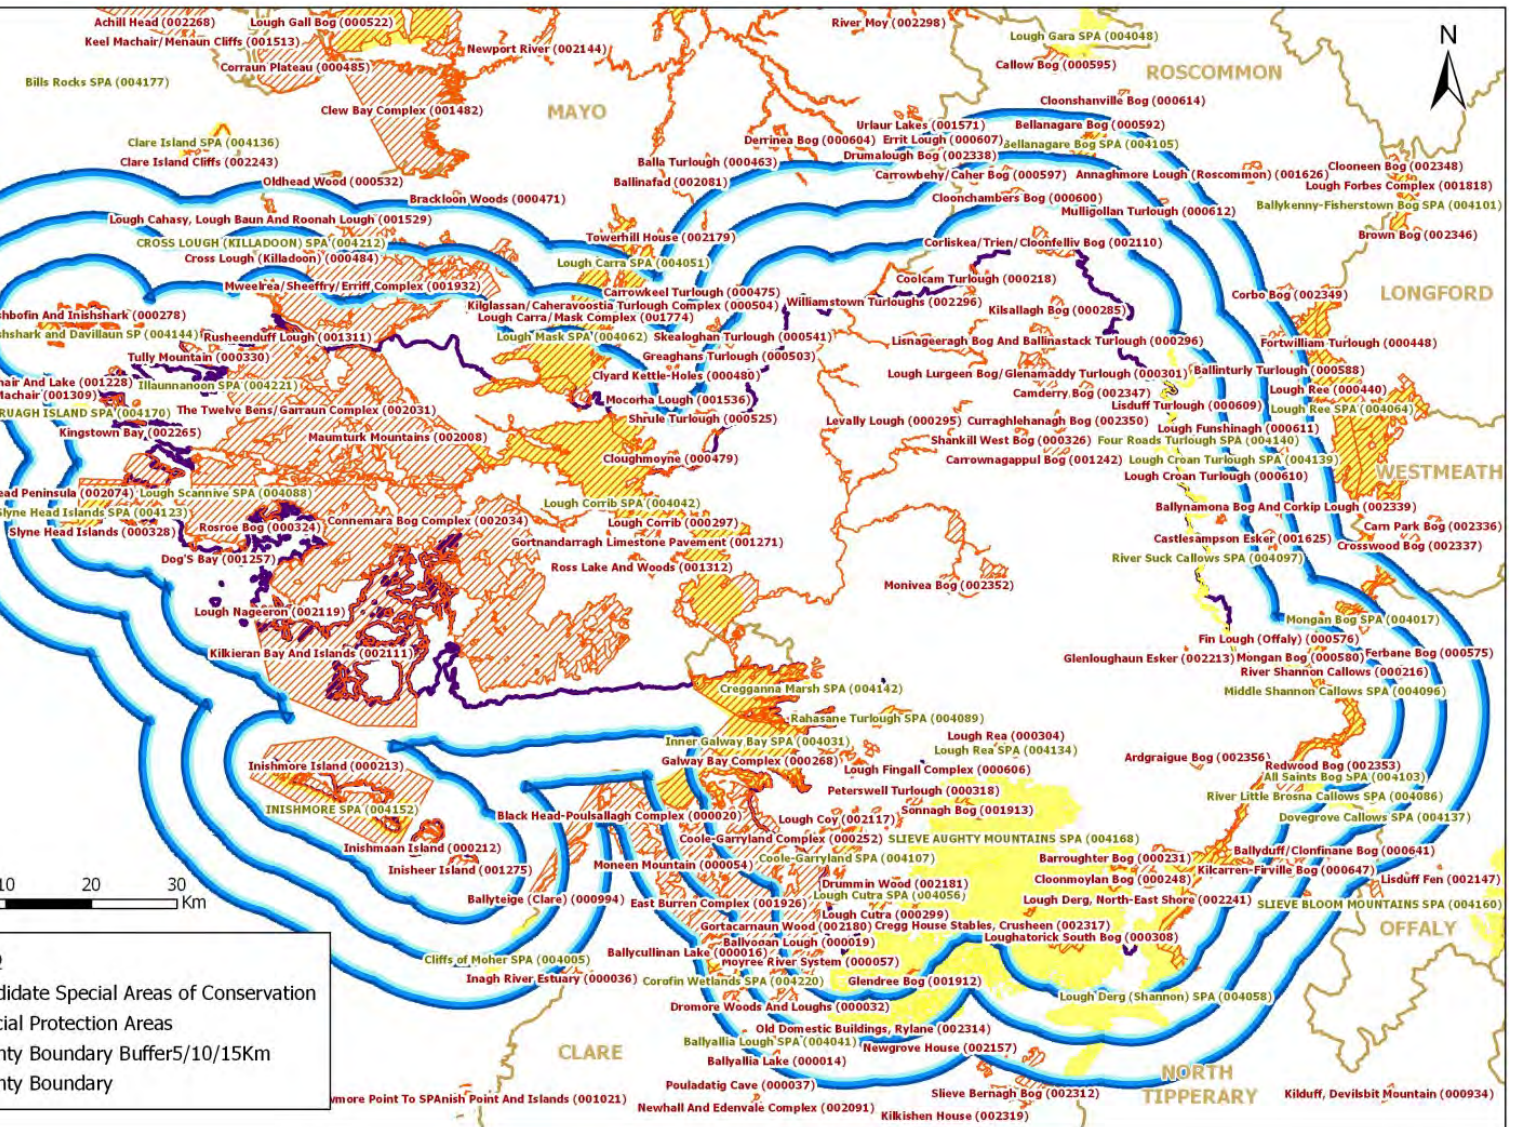 Achill Head (002268)
Lough Gall Bog (000522)
River Moy (002298)
Keel Machair/Menaun Cliffs (001513)
Newport River (002144)
Lough Gara SPA (004048)
N
Corraun Plateau (000485)
Callow Bog (000595)
ROSCOMMON
Bills Rocks SPA (004177)
Clew Bay Complex (001482)
MAYO
Cloonshanville Bog (000614)
Urlaur Lakes (001571)
Bellanagare Bog (000592)
Clare Island SPA (004136)
Derrinea Bog (000604)
Errit Lough (000607)
Bellanagare Bog SPA (004105)
Clare Island Cliffs (002243)
Balla Turlough (000463)
Drumalough Bog (002338)
Clooneen Bog (002348)
Oldhead Wood (000532)
Ballinafad (002081)
Carrowbehy/Caher Bog (000597)
Annaghmore Lough (Roscommon) (001626)
Lough Forbes Complex (001818)
Brackloon Woods (000471)
Cloonchambers Bog (000600)
Ballykenny-Fisherstown Bog SPA (004101)
Lough Cahasy, Lough Baun And Roonah Lough (001529)
Mulligollan Turlough (000612)
CROSS LOUGH (KILLADOON) SPA (004212)
Towerhill House (002179)
Corliskea/Trien/Cloonfelliv Bog (002110)
Brown Bog (002346)
Cross Lough (Killadoon) (000484)
Lough Carra SPA (004051)
Coolcam Turlough (000218)
Mweelrea/Sheeffry/Erriff Complex (001932)
Carrowkeel Turlough (000475)
Corbo Bog (002349)
LONGFORD
Kilglassan/Caheravoostia Turlough Complex (000504)
Williamstown Turloughs (002296)
shbofin And Inishshark (000278)
Lough Carra/Mask Complex (001774)
Kilsallagh Bog (000285)
shshark and Davillaun SP (004144)
Rusheenduff Lough (001311)
Lough Mask SPA (004062)
Skealoghan Turlough (000541)
Lisnageeragh Bog And Ballinastack Turlough (000296)
Fortwilliam Turlough (000448)
Tully Mountain (000330)
Greaghans Turlough (000503)
hair And Lake (001228)
Illaunnanoon SPA (004221)
Clyard Kettle-Holes (000480)
Lough Lurgeen Bog/Glenamaddy Turlough (000301)
Ballinturly Turlough (000588)
Machair (001309)
Mocorha Lough (001536)
Camderry Bog (002347)
Lough Ree (000440)
RUAGH ISLAND SPA (004170)
The Twelve Bens/Garraun Complex (002031)
Shrule Turlough (000525)
Levally Lough (000295)
Curraghlehanagh Bog (002350)
Lisduff Turlough (000609)
Lough Ree SPA (004064)
Kingstown Bay (002265)
Maumturk Mountains (002008)
Lough Funshinagh (000611)
Shankill West Bog (000326)
Four Roads Turlough SPA (004140)
Cloughmoyne (000479)
Carrownagappul Bog (001242)
Lough Croan Turlough SPA (004139)
WESTMEATH
Lough Croan Turlough (000610)
ead Peninsula (002074)
Lough Scannive SPA (004088)
Lough Corrib SPA (004042)
Ballynamona Bog And Corkip Lough (002339)
Slyne Head Islands SPA (004123)
Connemara Bog Complex (002034)
Lough Corrib (000297)
Slyne Head Islands (000328)
Rosroe Bog (000324)
Carn Park Bog (002336)
Gortnandarragh Limestone Pavement (001271)
Castlesampson Esker (001625)
Crosswood Bog (002337)
Dog'S Bay (001257)
Ross Lake And Woods (001312)
River Suck Callows SPA (004097)
Monivea Bog (002352)
Lough Nageeron (002119)
Mongan Bog SPA (004017)
Fin Lough (Offaly) (000576)
Kilkieran Bay And Islands (002111)
Glenloughaun Esker (002213)
Mongan Bog (000580)
Ferbane Bog (000575)
River Shannon Callows (000216)
Cregganna Marsh SPA (004142)
Middle Shannon Callows SPA (004096)
Rahasane Turlough SPA (004089)
Inner Galway Bay SPA (004031)
Lough Rea (000304)
Lough Rea SPA (004134)
Inishmore Island (000213)
Galway Bay Complex (000268)
Lough Fingall Complex (000606)
Ardgraigue Bog (002356)
Redwood Bog (002353)
All Saints Bog SPA (004103)
Peterswell Turlough (000318)
River Little Brosna Callows SPA (004086)
INISHMORE SPA (004152)
Sonnagh Bog (001913)
Black Head-Poulsallagh Complex (000020)
Lough Coy (002117)
Dovegrove Callows SPA (004137)
Coole-Garryland Complex (000252)
SLIEVE AUGHTY MOUNTAINS SPA (004168)
Inishmaan Island (000212)
Coole-Garryland SPA (004107)
Barroughter Bog (000231)
Ballyduff/Clonfinane Bog (000641)
Inisheer Island (001275)
Moneen Mountain (000054)
Cloonmoylan Bog (000248)
Kilcarren-Firville Bog (000647)
Lisduff Fen (002147)
10
20
30
Km
Drummin Wood (002181)
Lough Cutra SPA (004056)
Ballyteige (Clare) (000994)
East Burren Complex (001926)
Lough Derg, North-East Shore (002241)
SLIEVE BLOOM MOUNTAINS SPA (004160)
Lough Cutra (000299)
Gortacarnaun Wood (002180)
Cregg House Stables, Crusheen (002317)
OFFALY
Ballyooan Lough (000019)
Loughatorick South Bog (000308)
Ballycullinan Lake (000016)
Cliffs of Moher SPA (004005)
Moyree River System (000057)
Inagh River Estuary (000036)
Corofin Wetlands SPA (004220)
Glendree Bog (001912)
didate Special Areas of Conservation
Lough Derg (Shannon) SPA (004058)
Dromore Woods And Loughs (000032)
cial Protection Areas
Old Domestic Buildings, Rylane (002314)
Ballyallia Lough SPA (004041)
Newgrove House (002157)
nty Boundary Buffer5/10/15Km
CLARE
Ballyallia Lake (000014)
NORTH
TIPPERARY
nty Boundary
Pouladatig Cave (000037)
Slieve Bernagh Bog (002312)
Kilduff, Devilsbit Mountain (000934)
more Point To SPAnish Point And Islands (001021)
Newhall And Edenvale Complex (002091)
Kilkishen House (002319)